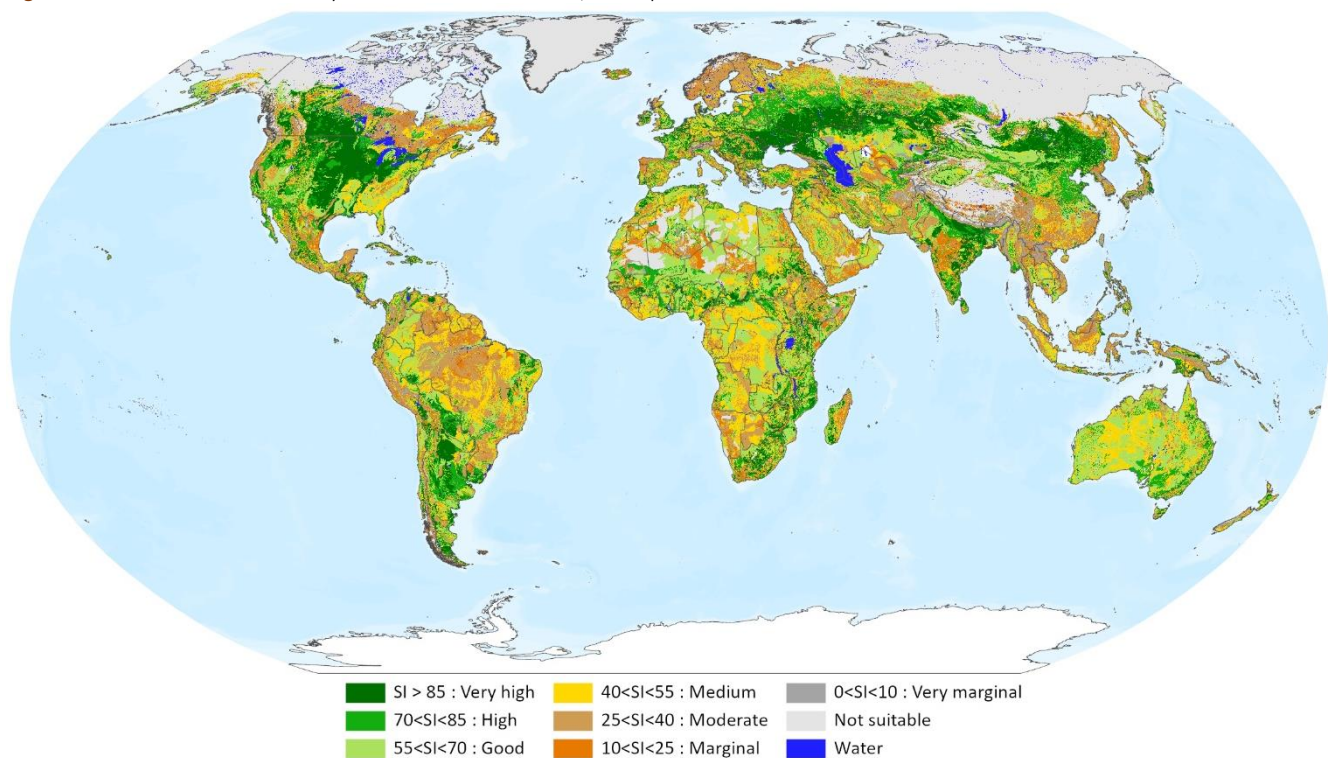 SI > 85 : Very high
70<SI<85 : High
55<SI<70 : Good
40<SI<55 : Medium
25<SI<40 : Moderate
10<SI<25 : Marginal
0<SI<10 : Very marginal
Not suitable
Water